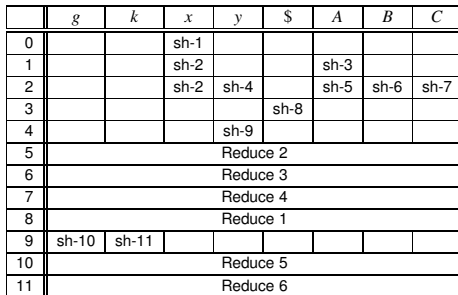 g k x y $ A B C
0 sh-1
1 sh-2 sh-3
2 sh-2 sh-4 sh-5 sh-6 sh-7
3 sh-8
4 sh-9
5 Reduce 2
6 Reduce 3
7 Reduce 4
8 Reduce 1
9 sh-10 sh-11
10 Reduce 5
11 Reduce 6